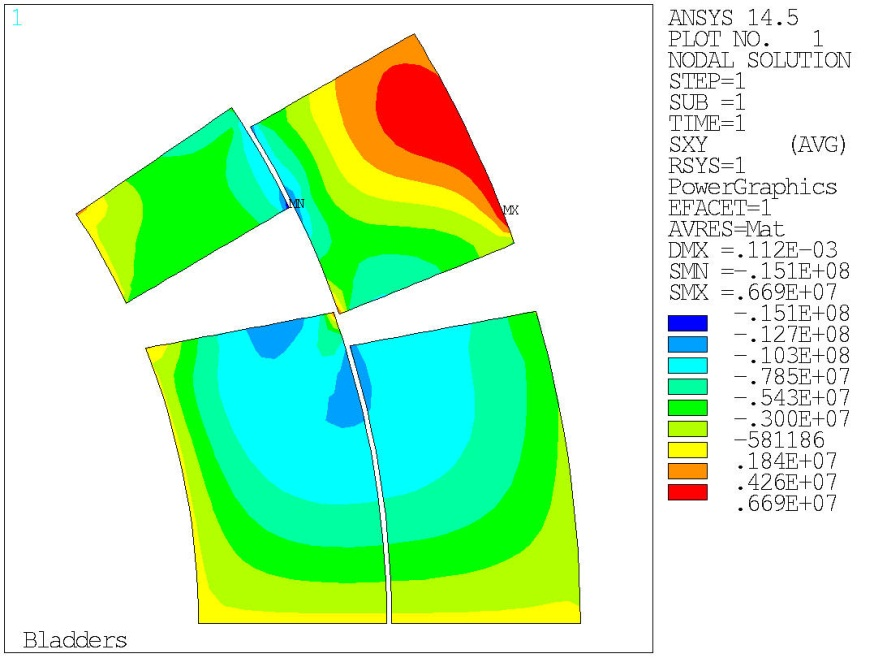 1
ANSYS 14.5
PLOT NO. 1
NODAL SOLUTION
STEP=1
SUB =1
TIME=1
SXY (AVG)
RSYS=1
PowerGraphics
EFACET=1
AVRES=Mat
DMX =.112E-03
SMN =-.151E+08
SMX =.669E+07
-.151E+08
-.127E+08
-.103E+08
-.785E+07
-.543E+07
-.300E+07
-581186
.184E+07
.426E+07
.669E+07
MN
MX
Bladders